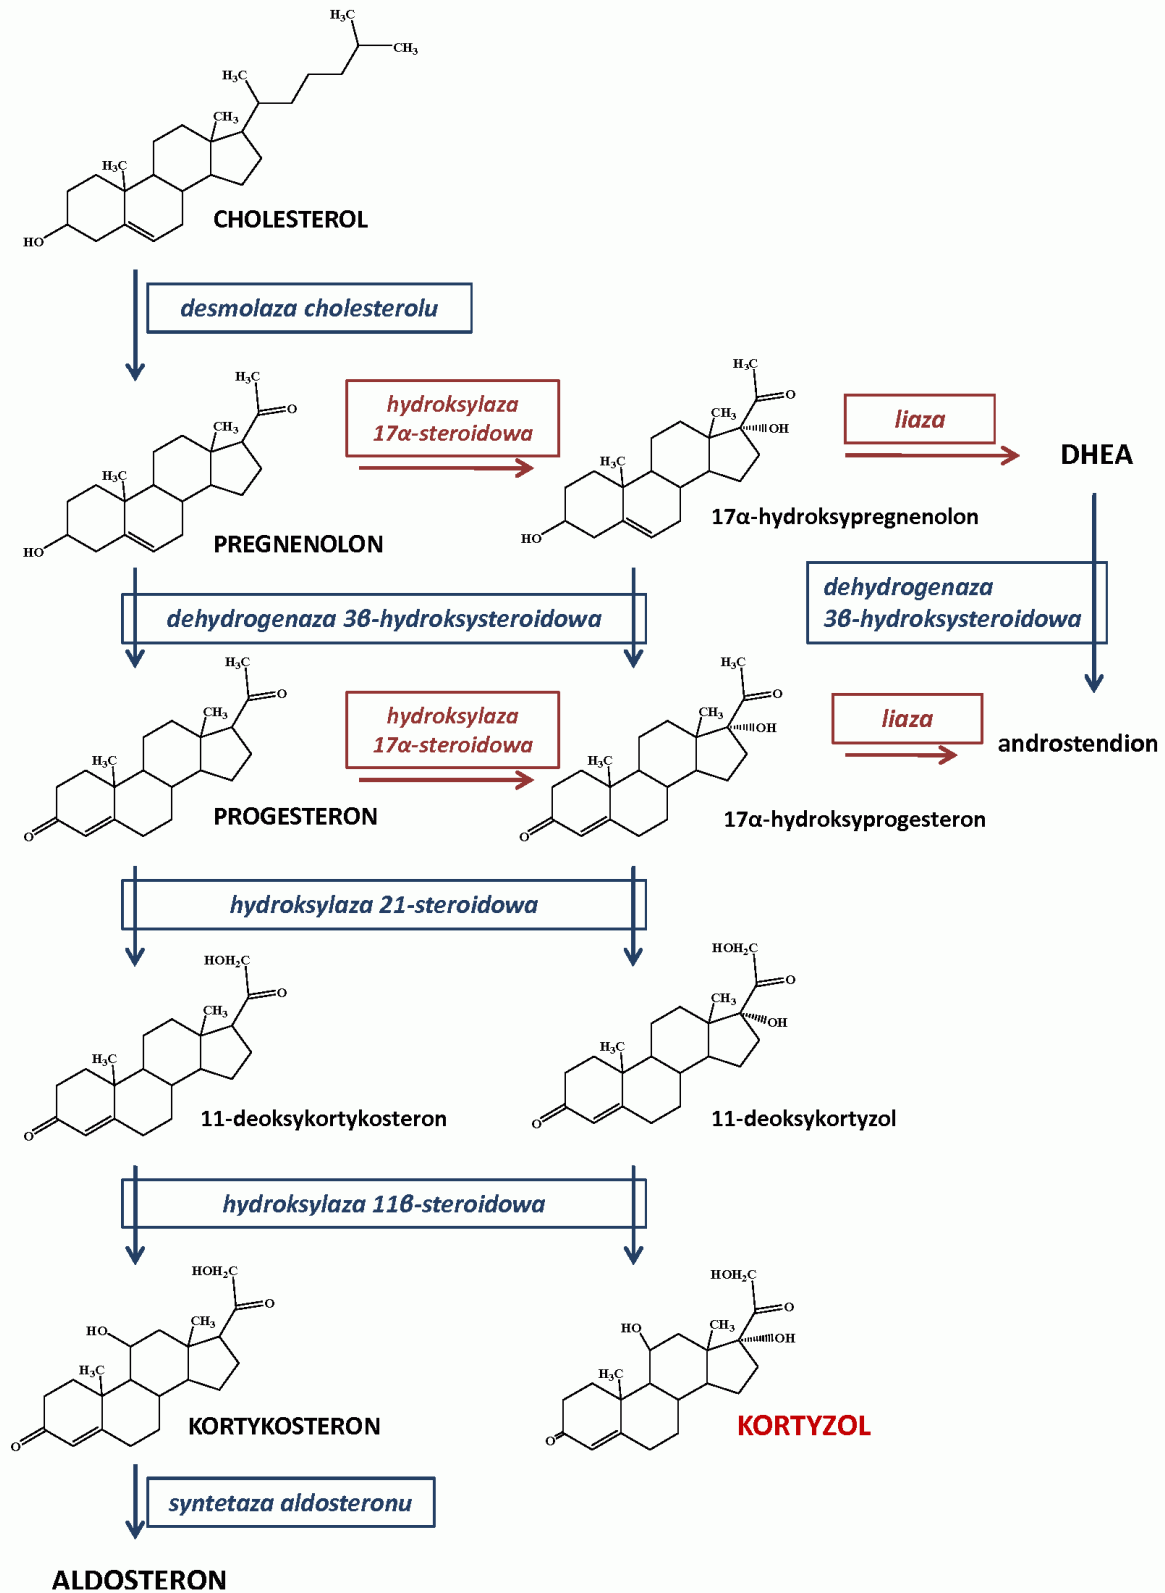 H₃C
CH₃
H₃C
CH₃
H₃C
HO
CHOLESTEROL
desmolaza cholesterolu
H₃C
O
CH₃
H₃C
HO
PREGNENOLON
hydroksylaza
17α-steroidowa
H₃C
O
CH₃
OH
H₃C
HO
17α-hydroksypregnenolon
liaza
DHEA
dehydrogenaza 3β-hydroksysteroidowa
dehydrogenaza
3β-hydroksysteroidowa
H₃C
O
CH₃
H₃C
O
PROGESTERON
hydroksylaza
17α-steroidowa
H₃C
O
CH₃
OH
H₃C
O
17α-hydroksyprogesteron
liaza
androstendion
hydroksylaza 21-steroidowa
HOH₂C
O
CH₃
H₃C
O
11-deoksykortykosteron
HOH₂C
O
CH₃
OH
H₃C
O
11-deoksykortyzol
hydroksylaza 11β-steroidowa
HOH₂C
O
CH₃
HO
H₃C
O
KORTYKOSTERON
HOH₂C
O
CH₃
HO
OH
H₃C
O
KORTYZOL
syntetaza aldosteronu
ALDOSTERON